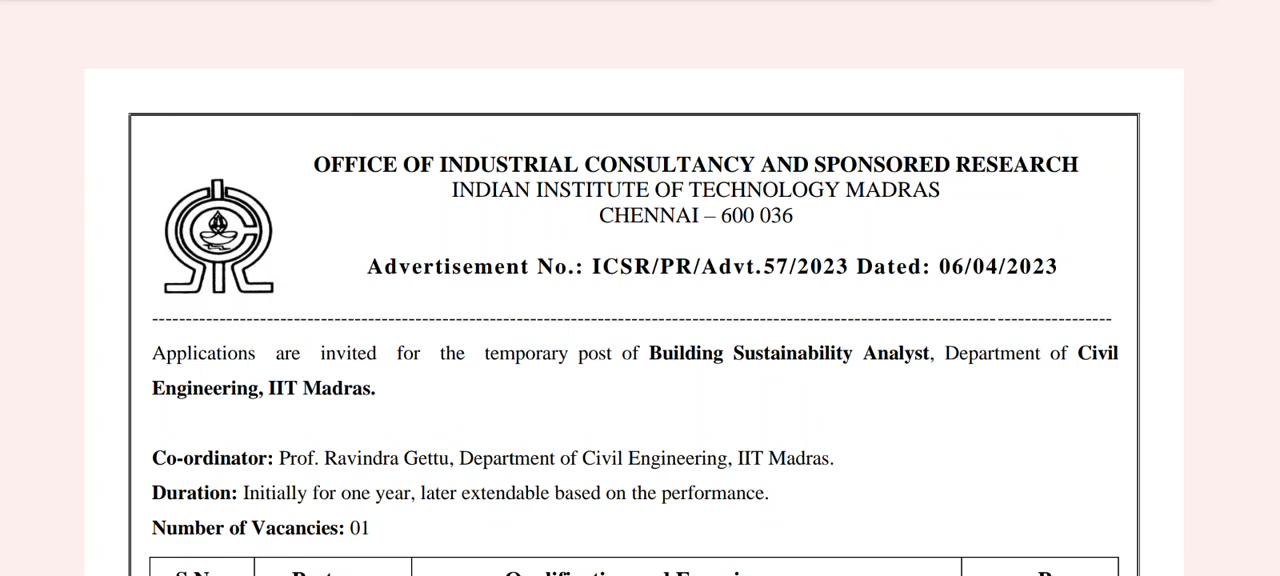 OFFICE OF INDUSTRIAL CONSULTANCY AND SPONSORED RESEARCH
INDIAN INSTITUTE OF TECHNOLOGY MADRAS
CHENNAI – 600 036
Advertisement No.: ICSR/PR/Advt.57/2023 Dated: 06/04/2023
Applications are invited for the temporary post of Building Sustainability Analyst, Department of Civil
Engineering, IIT Madras.
Co-ordinator: Prof. Ravindra Gettu, Department of Civil Engineering, IIT Madras.
Duration: Initially for one year, later extendable based on the performance.
Number of Vacancies: 01